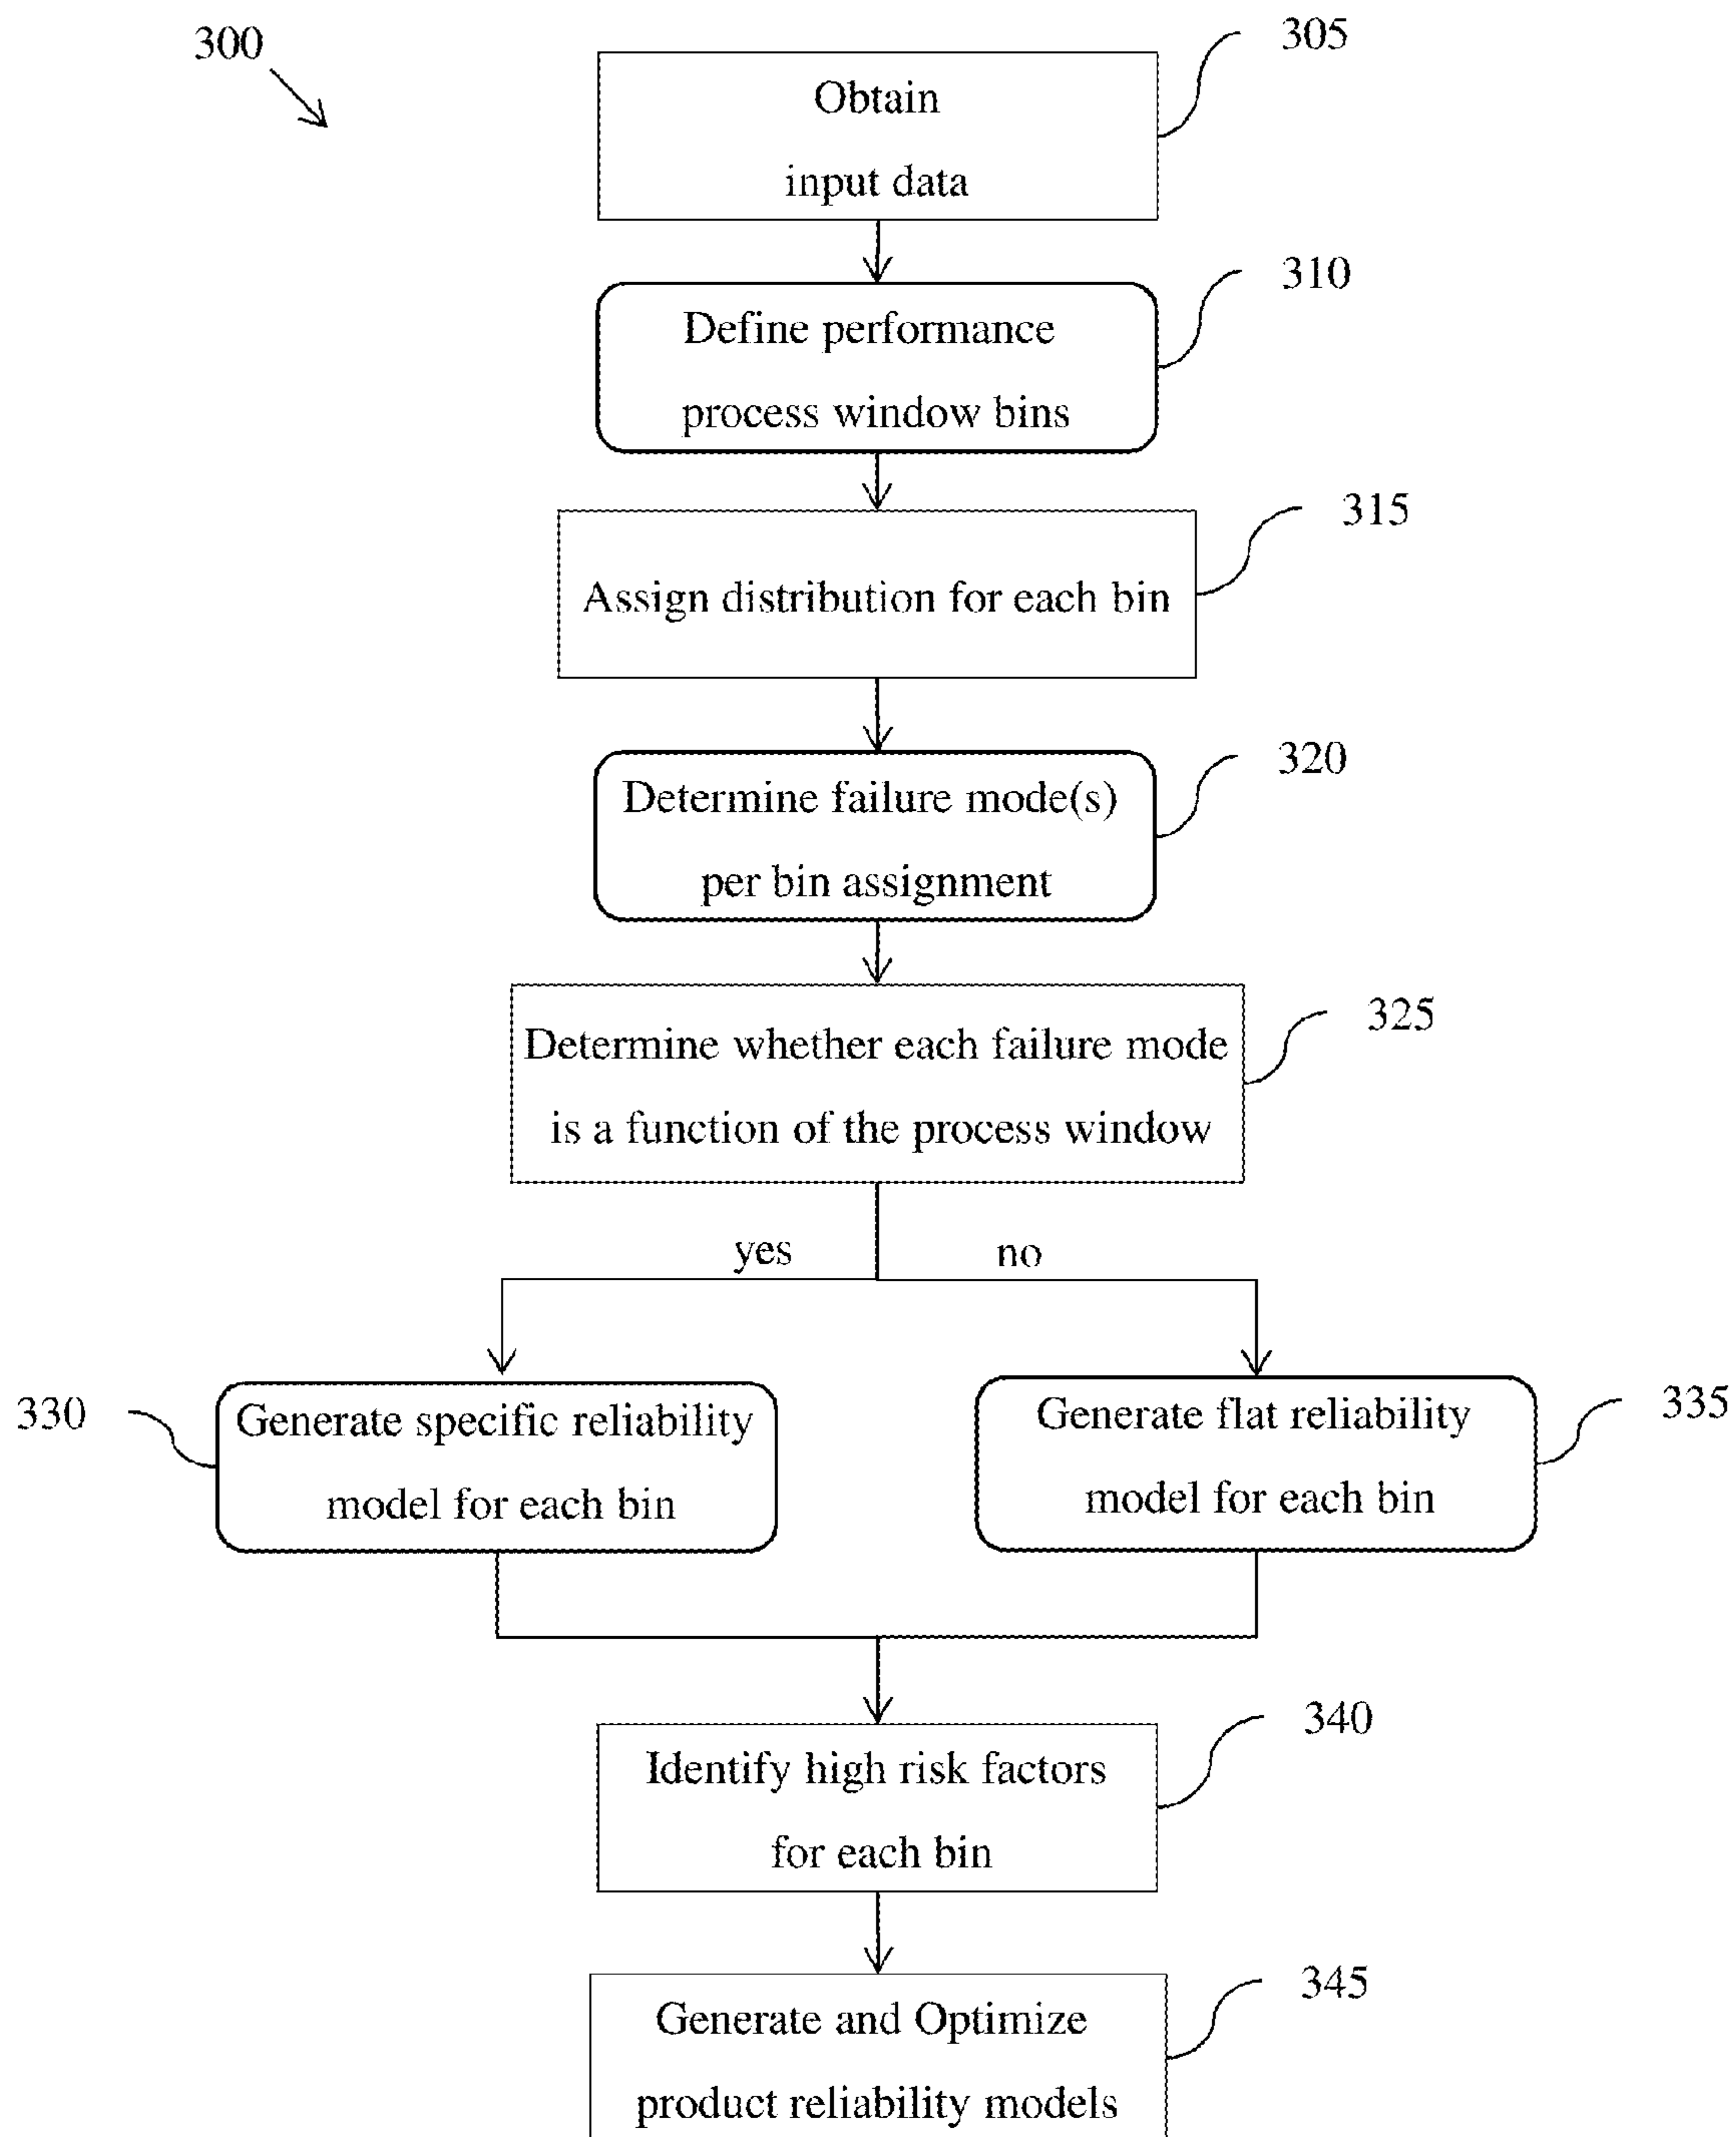 300
305
Obtain
input data
310
Define performance
process window bins
315
Assign distribution for each bin
320
Determine failure mode(s)
per bin assignment
325
Determine whether each failure mode
is a function of the process window
yes
no
330
Generate specific reliability
model for each bin
335
Generate flat reliability
model for each bin
340
Identify high risk factors
for each bin
345
Generate and Optimize
product reliability models